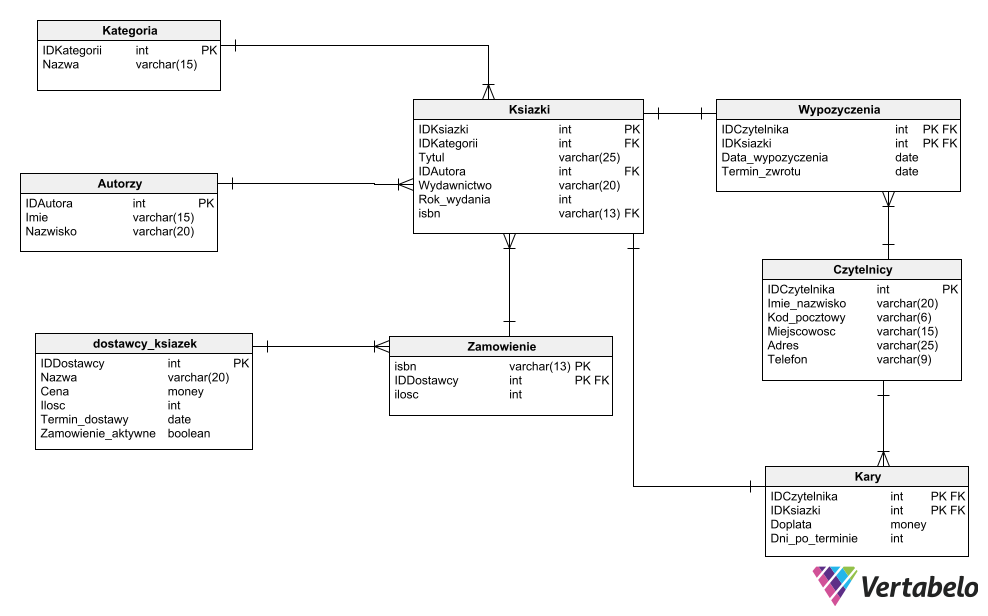 Kategoria
IDKategorii int PK
Nazwa varchar(15)
Ksiazki
IDKsiazki int PK
IDKategorii int FK
Tytul varchar(25)
IDAutora int FK
Wydawnictwo varchar(20)
Rok_wydania int
isbn varchar(13) FK
Wypozyczenia
IDCzytelnika int PK FK
IDKsiazki int PK FK
Data_wypozyczenia date
Termin_zwrotu date
Autorzy
IDAutora int PK
Imie varchar(15)
Nazwisko varchar(20)
Czytelnicy
IDCzytelnika int PK
Imie_nazwisko varchar(20)
Kod_pocztowy varchar(6)
Miejscowosc varchar(15)
Adres varchar(25)
Telefon varchar(9)
dostawcy_ksiazek
IDDostawcy int PK
Nazwa varchar(20)
Cena money
Ilosc int
Termin_dostawy date
Zamowienie_aktywne boolean
Zamowienie
isbn varchar(13) PK
IDDostawcy int PK FK
ilosc int
Kary
IDCzytelnika int PK FK
IDKsiazki int PK FK
Doplata money
Dni_po_terminie int
Vertabelo